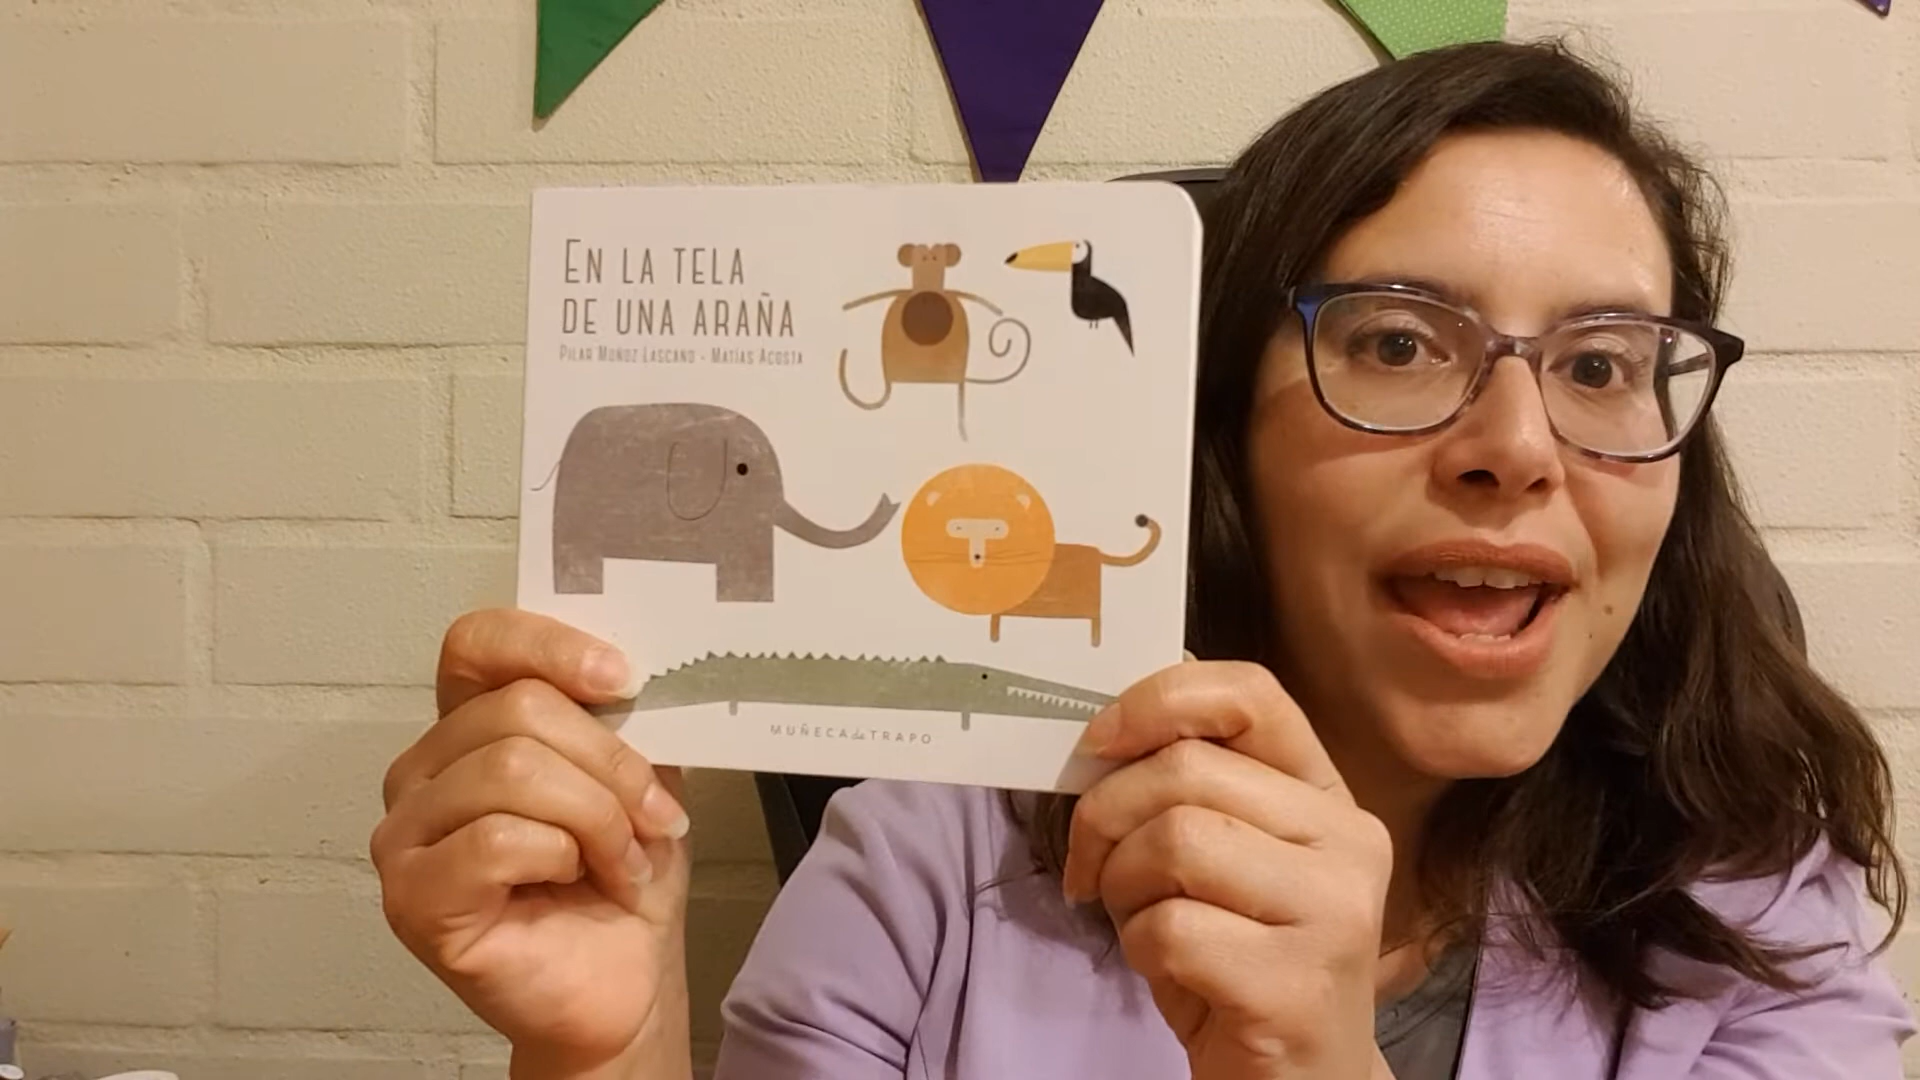 EN LA TELA
DE UNA ARAÑA
PILAR MUÑOZ LASCANO - MATÍAS ACOSTA
MUÑECA de TRAPO